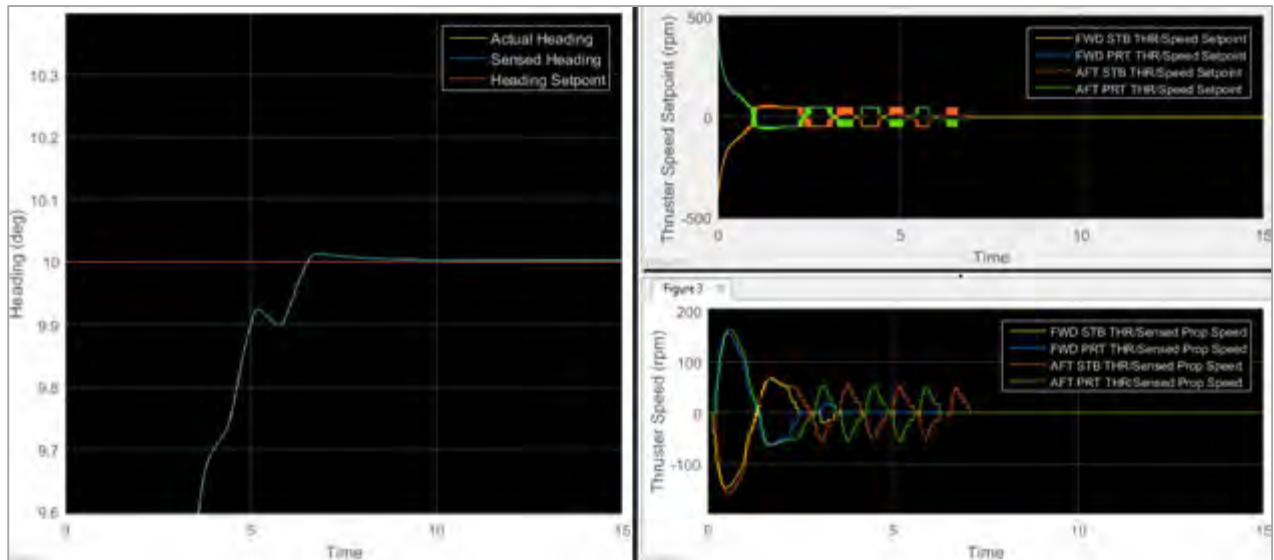 Actual Heading
Sensed Heading
Heading Setpoint
10.3
10.2
10.1
10
9.9
9.8
9.7
9.6
Heading (deg)
0 5 10 15
Time
500
0
-500
Thruster Speed Setpoint (rpm)
FWD STB THR/Speed Setpoint
FWD PRT THR/Speed Setpoint
AFT STB THR/Speed Setpoint
AFT PRT THR/Speed Setpoint
0 5 10 15
Time
Figure 3
200
100
0
-100
Thruster Speed (rpm)
FWD STB THR/Sensed Prop Speed
FWD PRT THR/Sensed Prop Speed
AFT STB THR/Sensed Prop Speed
AFT PRT THR/Sensed Prop Speed
0 5 10 15
Time